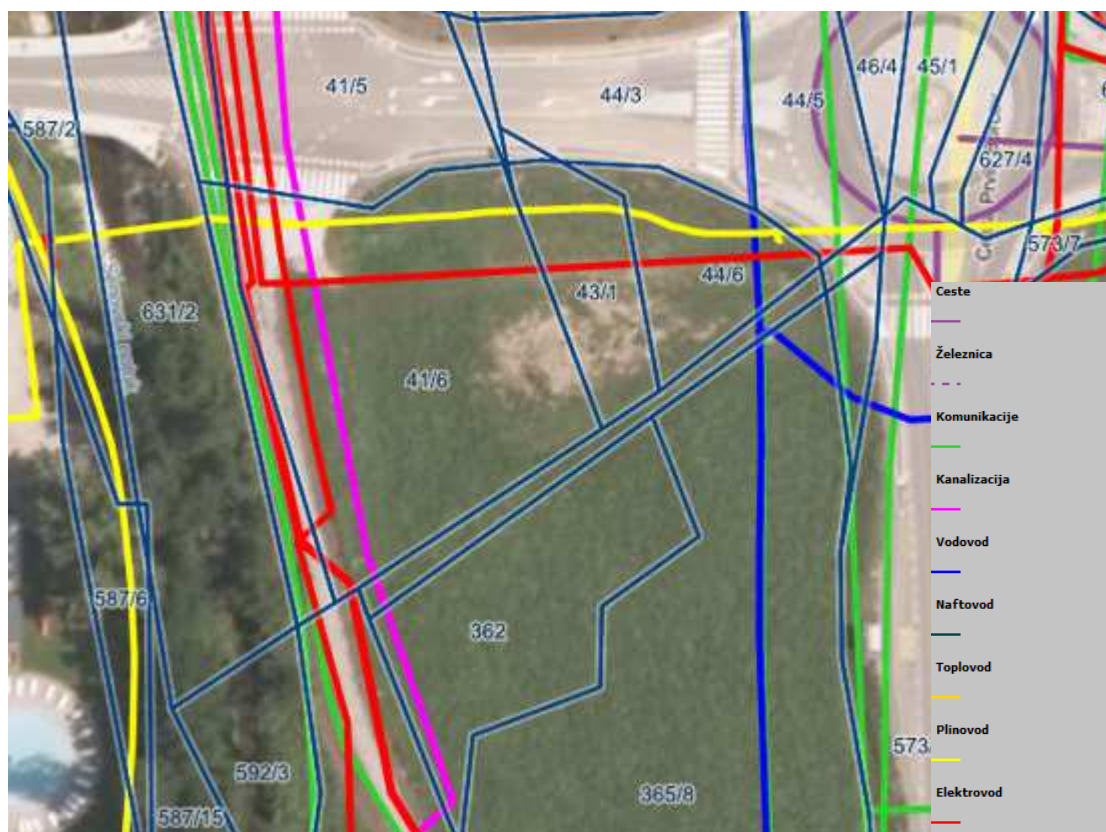 41/5
44/3
44/5
46/4
45/1
627/4
587/2
573/7
44/6
43/1
631/2
41/6
587/6
362
592/3
587/15
365/8
573
Ceste
Železnica
Komunikacije
Kanalizacija
Vodovod
Naftovod
Toplovod
Plinovod
Elektrovod